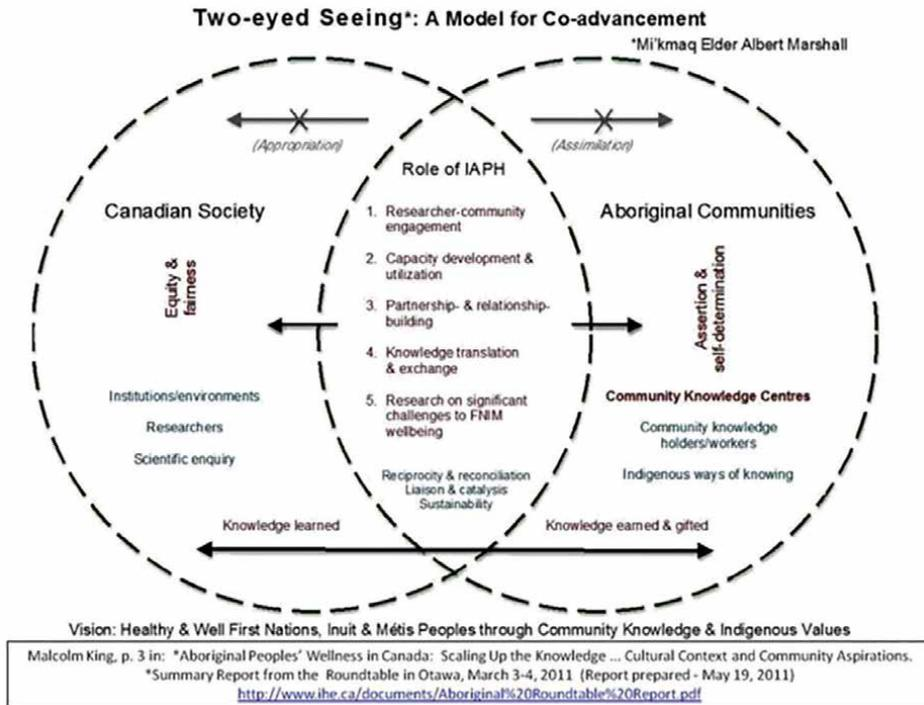 Two-eyed Seeing*: A Model for Co-advancement
*Mi'kmaq Elder Albert Marshall
(Appropriation)
(Assimilation)
Role of IAPH
Canadian Society
Aboriginal Communities
Equity &
fairness
1. Researcher-community
engagement
2. Capacity development &
utilization
3. Partnership- & relationship-
building
4. Knowledge translation
& exchange
5. Research on significant
challenges to FNIM
wellbeing
Assertion &
self-determination
Institutions/environments
Researchers
Scientific enquiry
Community Knowledge Centres
Community knowledge
holders/workers
Indigenous ways of knowing
Reciprocity & reconciliation
Liaison & catalysis
Sustainability
Knowledge learned
Knowledge earned & gifted
Vision: Healthy & Well First Nations, Inuit & Métis Peoples through Community Knowledge & Indigenous Values
Malcolm King, p. 3 in: "Aboriginal Peoples' Wellness in Canada: Scaling Up the Knowledge ... Cultural Context and Community Aspirations.
"Summary Report from the Roundtable in Otawa, March 3-4, 2011 (Report prepared - May 19, 2011)
http://www.ihe.ca/documents/Aboriginal%20Roundtable%20Report.pdf